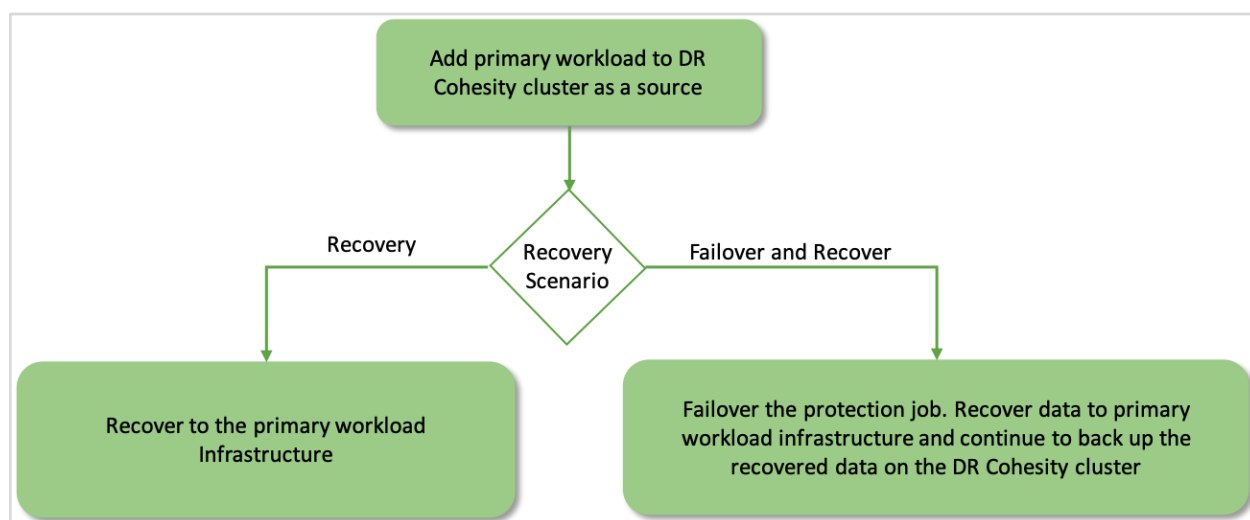 Add primary workload to DR
Cohesity cluster as a source
Recovery
Recovery
Scenario
Failover and Recover
Recover to the primary workload
Infrastructure
Failover the protection job. Recover data to primary
workload infrastructure and continue to back up the
recovered data on the DR Cohesity cluster